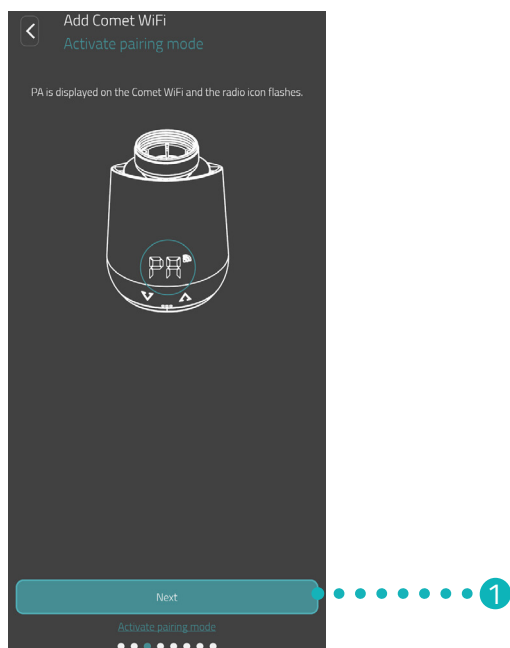 Add Comet WiFi
Activate pairing mode
PA is displayed on the Comet WiFi and the radio icon flashes.
PA
Next
1
Activate pairing mode